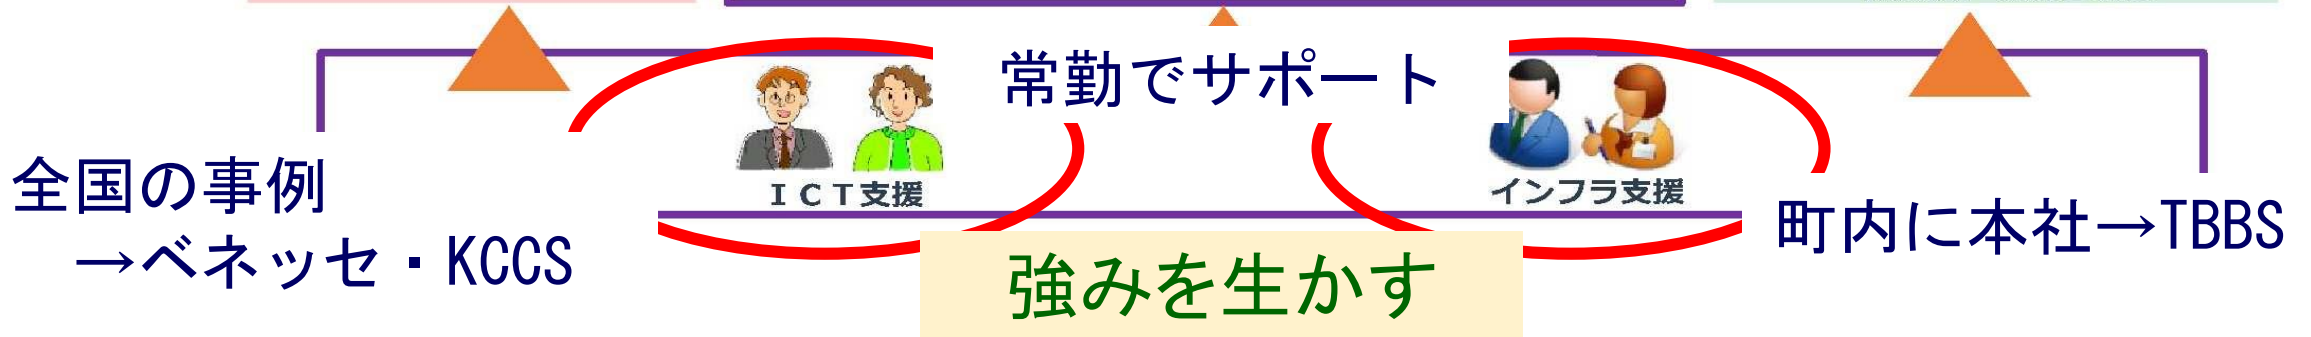 常勤でサポート
ＩＣＴ支援
インフラ支援
全国の事例
→ベネッセ・KCCS
町内に本社→TBBS
強みを生かす